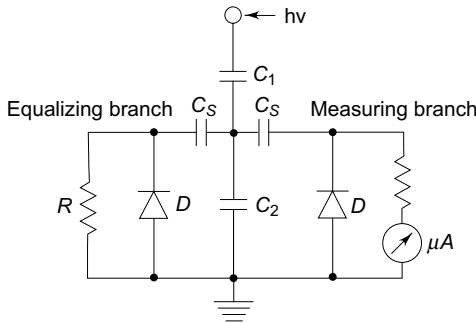 hv
C1
Equalizing branch
CS
CS
Measuring branch
R
D
C2
D
μA